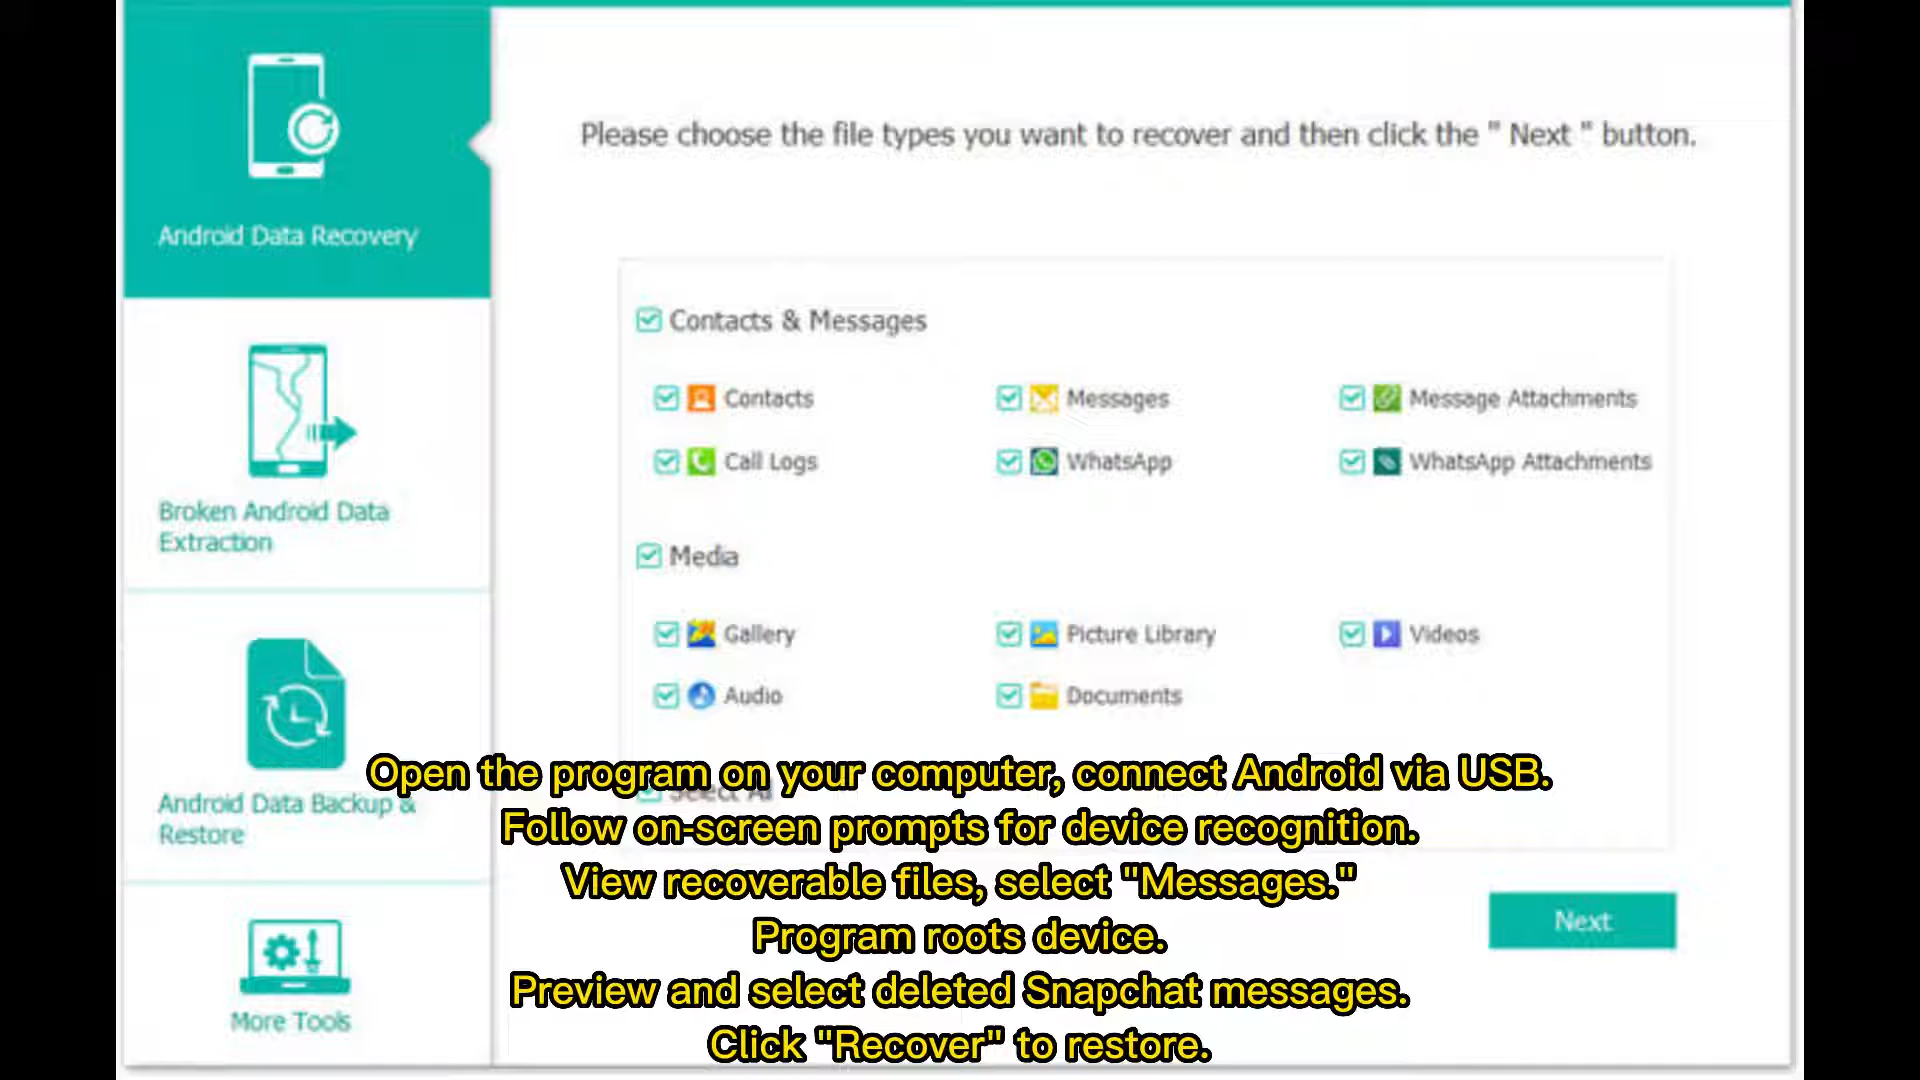 Please choose the file types you want to recover and then click the " Next " button.
Android Data Recovery
Contacts & Messages
Contacts
Messages
Message Attachments
Call Logs
WhatsApp
WhatsApp Attachments
Broken Android Data
Extraction
Media
Gallery
Picture Library
Videos
Audio
Documents
Select All
Android Data Backup &
Restore
Next
More Tools
Open the program on your computer, connect Android via USB.
Follow on-screen prompts for device recognition.
View recoverable files, select "Messages."
Program roots device.
Preview and select deleted Snapchat messages.
Click "Recover" to restore.